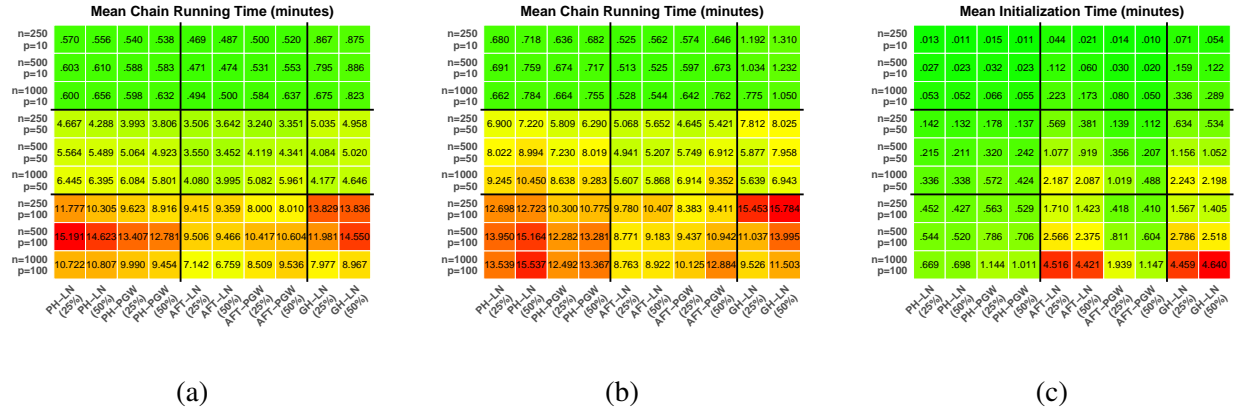 Mean Chain Running Time (minutes)
n=250 p=10 .570 .556 .540 .538 .469 .487 .500 .520 .867 .875
n=500 p=10 .603 .610 .588 .583 .471 .474 .531 .553 .795 .886
n=1000 p=10 .600 .656 .598 .632 .494 .500 .584 .637 .675 .823
n=250 p=50 4.667 4.288 3.993 3.806 3.506 3.642 3.240 3.351 5.035 4.958
n=500 p=50 5.564 5.489 5.064 4.923 3.550 3.452 4.119 4.341 4.084 5.020
n=1000 p=50 6.445 6.395 6.084 5.801 4.080 3.995 5.082 5.961 4.177 4.646
n=250 p=100 11.777 10.305 9.623 8.916 9.415 9.359 8.000 8.010 13.829 13.836
n=500 p=100 15.191 14.623 13.407 12.781 9.506 9.466 10.417 10.604 11.981 14.550
n=1000 p=100 10.722 10.807 9.990 9.454 7.142 6.759 8.509 9.536 7.977 8.967
PH−LN (25%) PH−LN (50%) PH−PGW (25%) PH−PGW (50%) AFT−LN (25%) AFT−LN (50%) AFT−PGW (25%) AFT−PGW (50%) GH−LN (25%) GH−LN (50%)
(a)
Mean Chain Running Time (minutes)
n=250 p=10 .680 .718 .636 .682 .525 .562 .574 .646 1.192 1.310
n=500 p=10 .691 .759 .674 .717 .513 .525 .597 .673 1.034 1.232
n=1000 p=10 .662 .784 .664 .755 .528 .544 .642 .762 .775 1.050
n=250 p=50 6.900 7.220 5.809 6.290 5.068 5.652 4.645 5.421 7.812 8.025
n=500 p=50 8.022 8.994 7.230 8.019 4.941 5.207 5.749 6.912 5.877 7.958
n=1000 p=50 9.245 10.450 8.638 9.283 5.607 5.868 6.914 9.352 5.639 6.943
n=250 p=100 12.698 12.723 10.300 10.775 9.780 10.407 8.383 9.411 15.453 15.784
n=500 p=100 13.950 15.164 12.282 13.281 8.771 9.183 9.437 10.942 11.037 13.995
n=1000 p=100 13.539 15.537 12.492 13.367 8.763 8.922 10.125 12.884 9.526 11.503
PH−LN (25%) PH−LN (50%) PH−PGW (25%) PH−PGW (50%) AFT−LN (25%) AFT−LN (50%) AFT−PGW (25%) AFT−PGW (50%) GH−LN (25%) GH−LN (50%)
(b)
Mean Initialization Time (minutes)
n=250 p=10 .013 .011 .015 .011 .044 .021 .014 .010 .071 .054
n=500 p=10 .027 .023 .032 .023 .112 .060 .030 .020 .159 .122
n=1000 p=10 .053 .052 .066 .055 .223 .173 .080 .050 .336 .289
n=250 p=50 .142 .132 .178 .137 .569 .381 .139 .112 .634 .534
n=500 p=50 .215 .211 .320 .242 1.077 .919 .356 .207 1.156 1.052
n=1000 p=50 .336 .338 .572 .424 2.187 2.087 1.019 .488 2.243 2.198
n=250 p=100 .452 .427 .563 .529 1.710 1.423 .418 .410 1.567 1.405
n=500 p=100 .544 .520 .786 .706 2.566 2.375 .811 .604 2.786 2.518
n=1000 p=100 .669 .698 1.144 1.011 4.516 4.421 1.939 1.147 4.459 4.640
PH−LN (25%) PH−LN (50%) PH−PGW (25%) PH−PGW (50%) AFT−LN (25%) AFT−LN (50%) AFT−PGW (25%) AFT−PGW (50%) GH−LN (25%) GH−LN (50%)
(c)